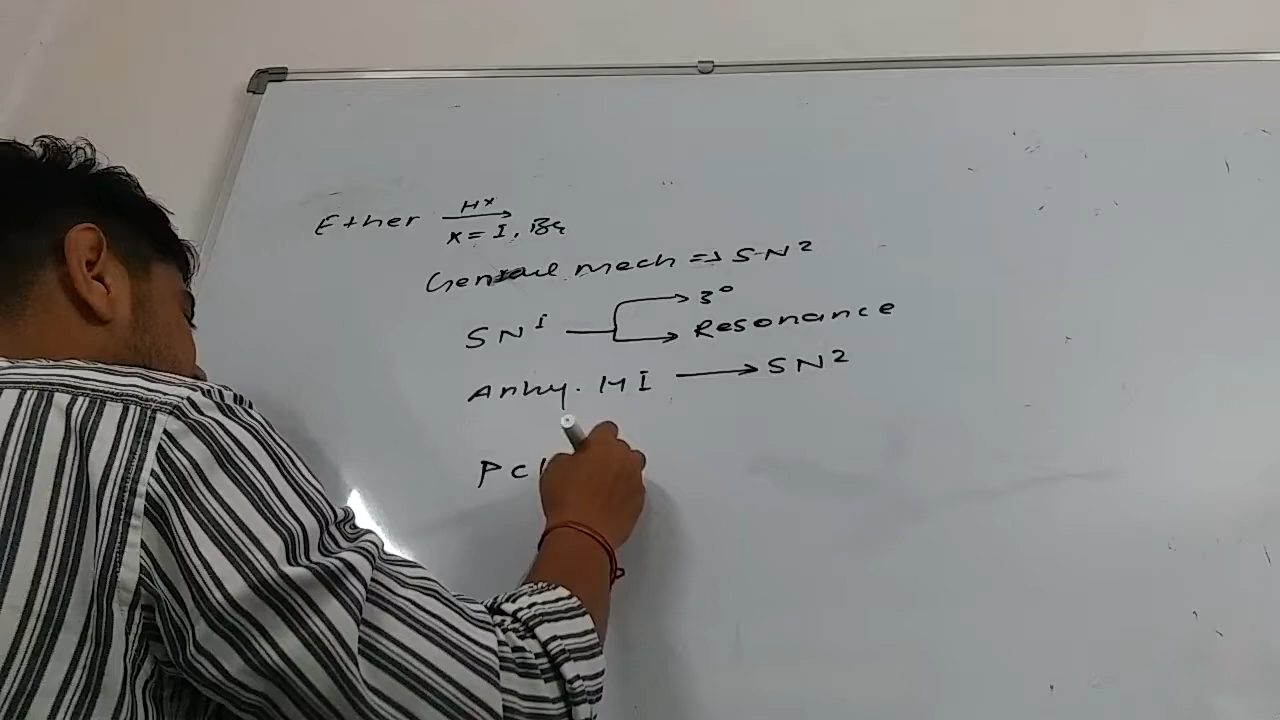 Ether HX
X = I, Br
General mech => SN2
SN1 → 3°
→ Resonance
Anhy. HI → SN2
PCl